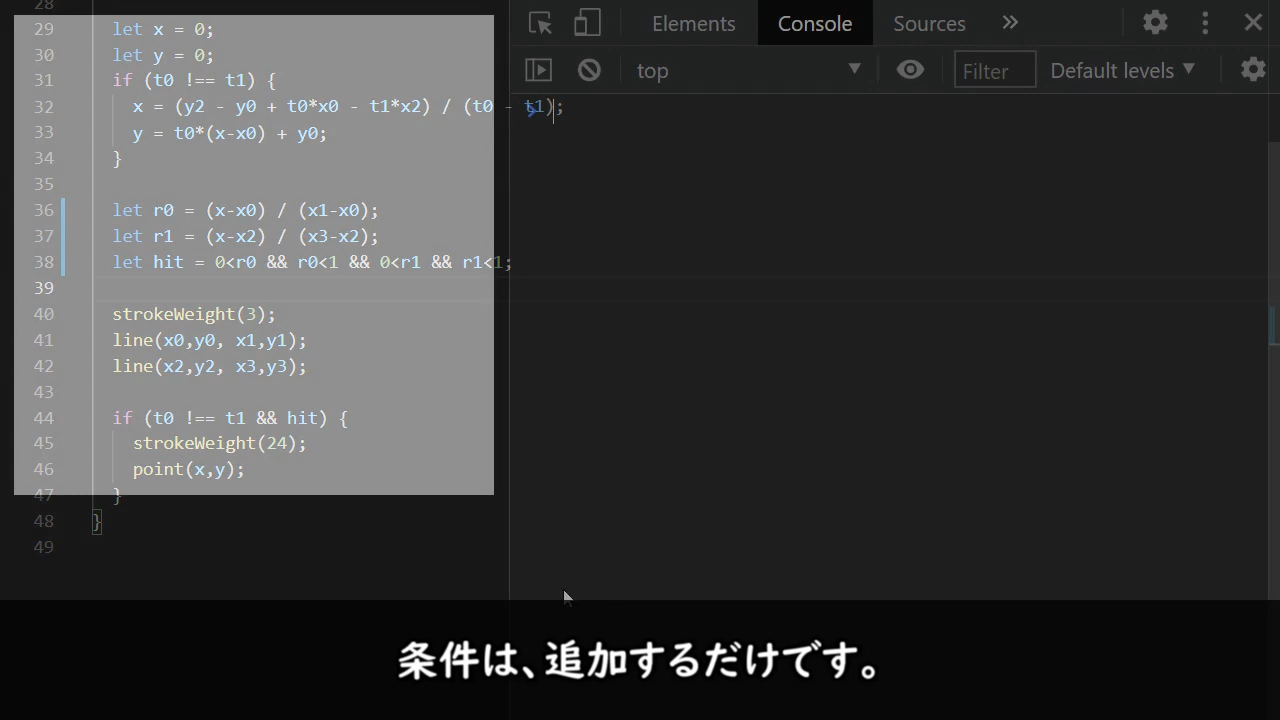 28
29 let x = 0;
30 let y = 0;
31 if (t0 !== t1) {
32 x = (y2 - y0 + t0*x0 - t1*x2) / (t0 - t1);
33 y = t0*(x-x0) + y0;
34 }
35
36 let r0 = (x-x0) / (x1-x0);
37 let r1 = (x-x2) / (x3-x2);
38 let hit = 0<r0 && r0<1 && 0<r1 && r1<1;
39
40 strokeWeight(3);
41 line(x0,y0, x1,y1);
42 line(x2,y2, x3,y3);
43
44 if (t0 !== t1 && hit) {
45 strokeWeight(24);
46 point(x,y);
47 }
48 }
49
Elements Console Sources »
top Filter Default levels ▼
条件は、追加するだけです。